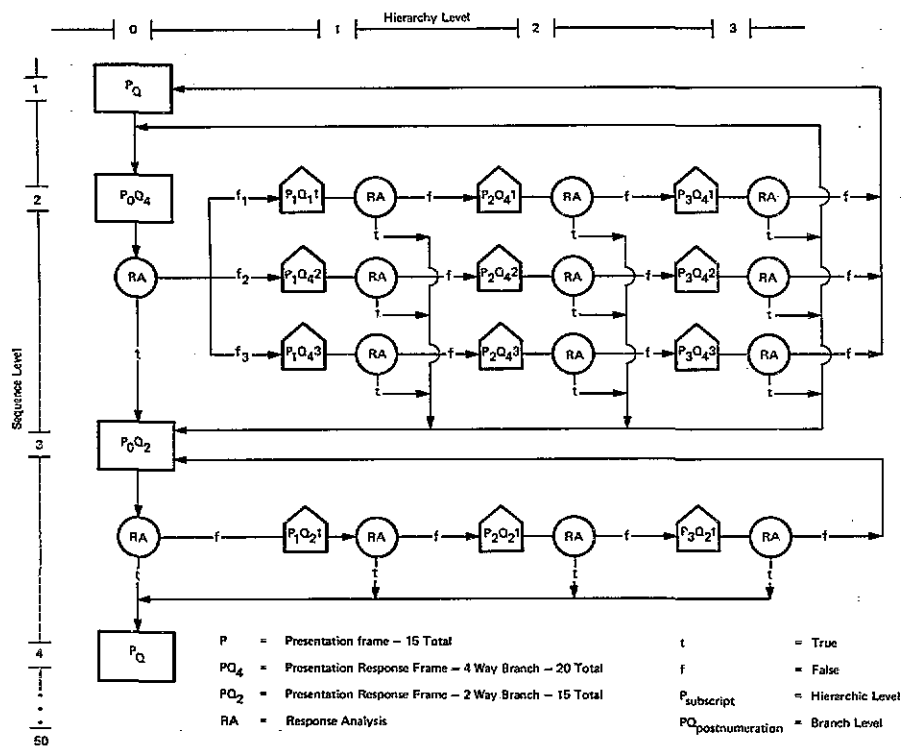 Hierarchy Level
0 1 2 3
Sequence Level
1
P_Q
2
P_0Q_4
f_1 P_1Q_1 1 RA f P_2Q_4 1 RA f P_3Q_4 1 RA f
t t t
RA f_2 P_1Q_4 2 RA f P_2Q_4 2 RA f P_3Q_4 2 RA f
t t t
t
f_3 P_1Q_4 3 RA f P_2Q_4 3 RA f P_3Q_4 3 RA f
t t t
3
P_0Q_2
RA f P_1Q_2 1 RA f P_2Q_2 1 RA f P_3Q_2 1 RA f
t t t t
4
P_Q
50
P = Presentation frame – 15 Total
PQ_4 = Presentation Response Frame – 4 Way Branch – 20 Total
PQ_2 = Presentation Response Frame – 2 Way Branch – 15 Total
RA = Response Analysis
t = True
f = False
P_subscript = Hierarchic Level
PQ_postnumeration = Branch Level